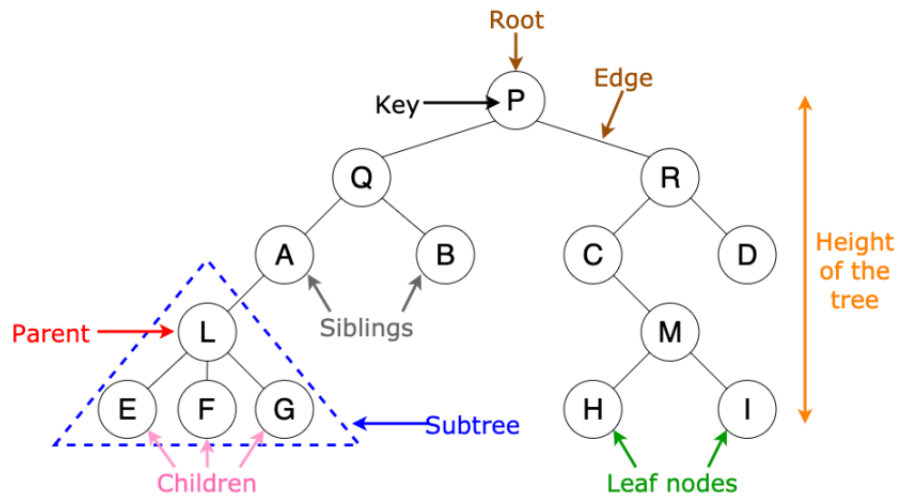 Root
Edge
Key
P
Q
R
A
B
C
D
Height
of the
tree
Siblings
Parent
L
M
E
F
G
H
I
Subtree
Children
Leaf nodes